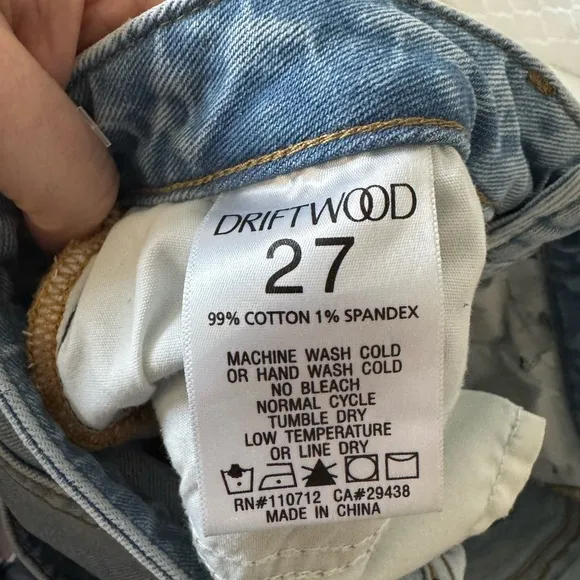 DRIFTWOOD
27
99% COTTON 1% SPANDEX
MACHINE WASH COLD
OR HAND WASH COLD
NO BLEACH
NORMAL CYCLE
TUMBLE DRY
LOW TEMPERATURE
OR LINE DRY
RN#110712 CA#29438
MADE IN CHINA